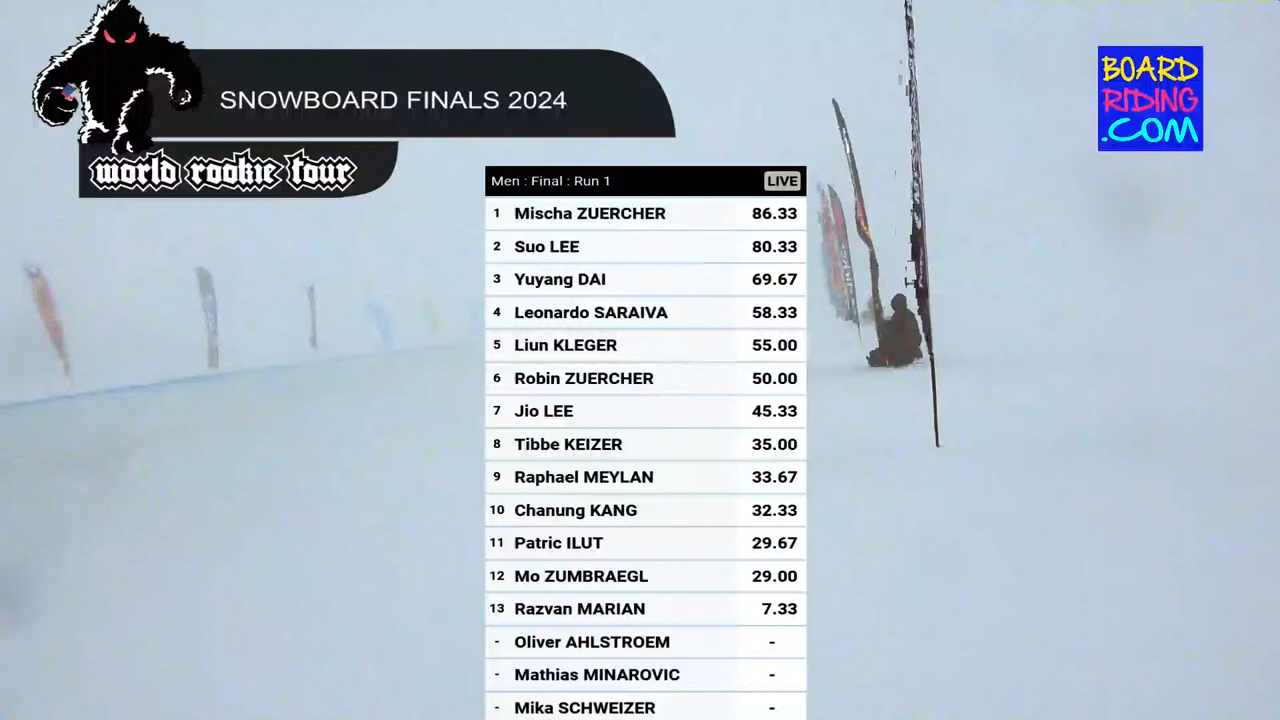 SNOWBOARD FINALS 2024
world rookie tour
BOARD
RIDING
.COM
Men : Final : Run 1 LIVE
1 Mischa ZUERCHER 86.33
2 Suo LEE 80.33
3 Yuyang DAI 69.67
4 Leonardo SARAIVA 58.33
5 Liun KLEGER 55.00
6 Robin ZUERCHER 50.00
7 Jio LEE 45.33
8 Tibbe KEIZER 35.00
9 Raphael MEYLAN 33.67
10 Chanung KANG 32.33
11 Patric ILUT 29.67
12 Mo ZUMBRAEGL 29.00
13 Razvan MARIAN 7.33
- Oliver AHLSTROEM -
- Mathias MINAROVIC -
- Mika SCHWEIZER -